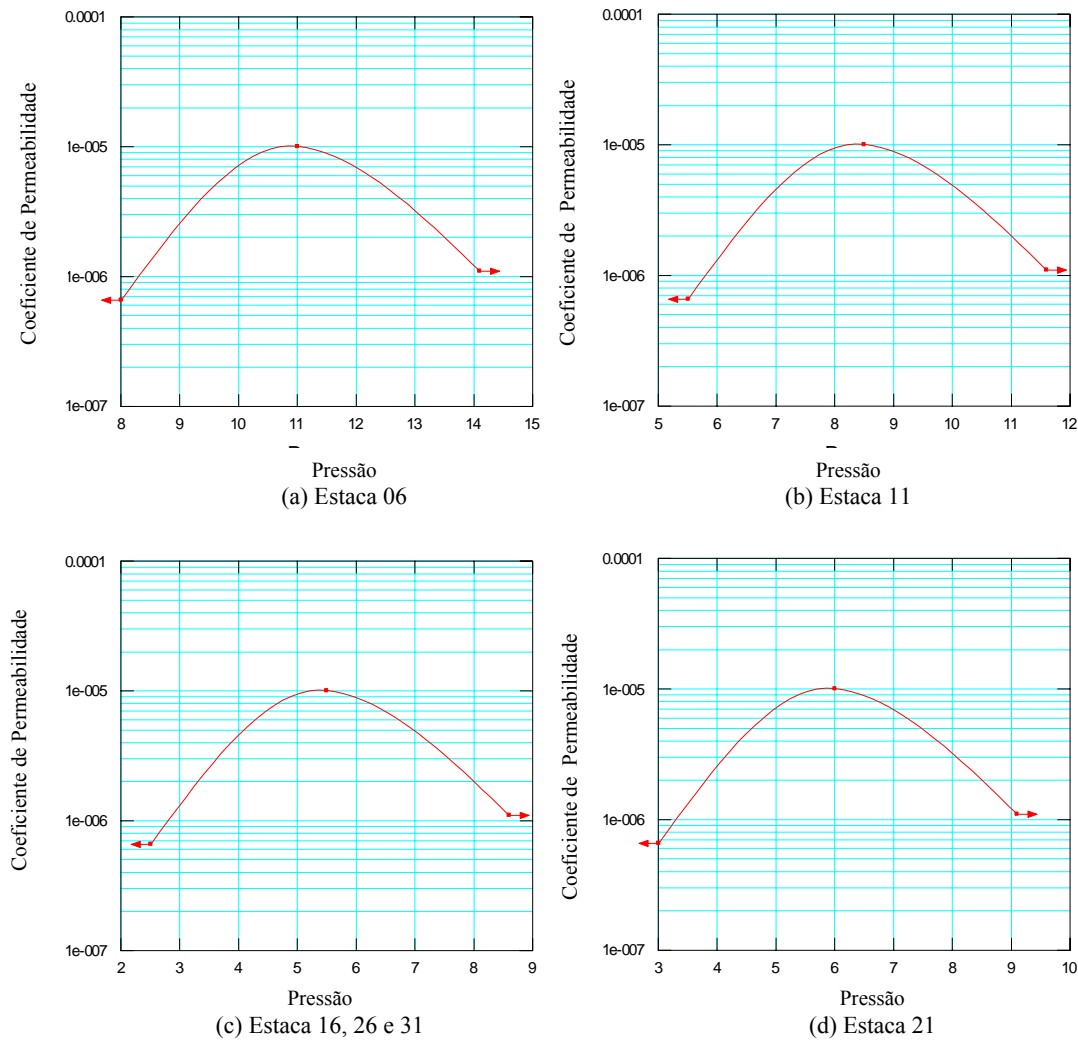 0.0001
1e-005
1e-006
1e-007
Coeficiente de Permeabilidade
8 9 10 11 12 13 14 15
Pressão
(a) Estaca 06
0.0001
1e-005
1e-006
1e-007
Coeficiente de Permeabilidade
5 6 7 8 9 10 11 12
Pressão
(b) Estaca 11
0.0001
1e-005
1e-006
1e-007
Coeficiente de Permeabilidade
2 3 4 5 6 7 8 9
Pressão
(c) Estaca 16, 26 e 31
0.0001
1e-005
1e-006
1e-007
Coeficiente de Permeabilidade
3 4 5 6 7 8 9 10
Pressão
(d) Estaca 21